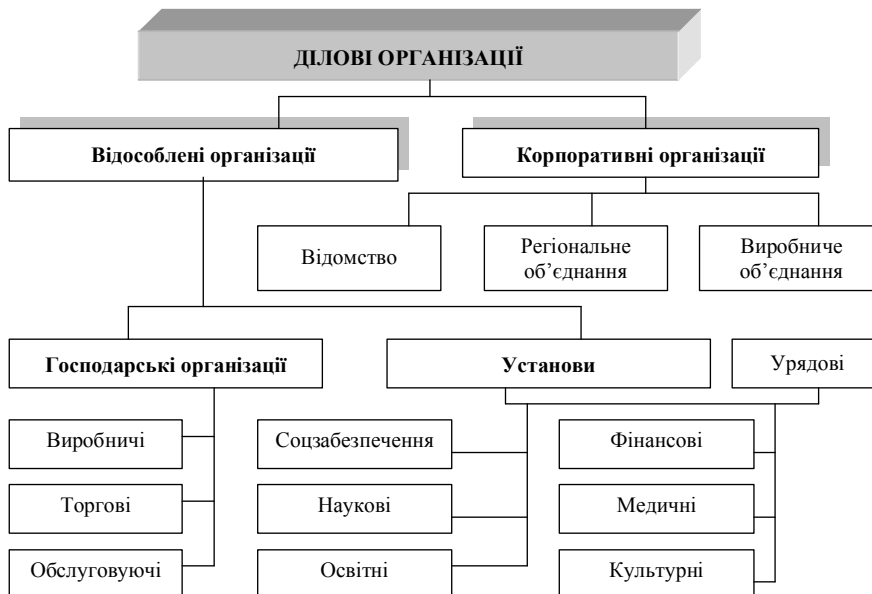 ДІЛОВІ ОРГАНІЗАЦІЇ
Відособлені організації
Корпоративні організації
Відомство
Регіональне
об’єднання
Виробниче
об’єднання
Господарські організації
Установи
Урядові
Виробничі
Соцзабезпечення
Фінансові
Торгові
Наукові
Медичні
Обслуговуючі
Освітні
Культурні